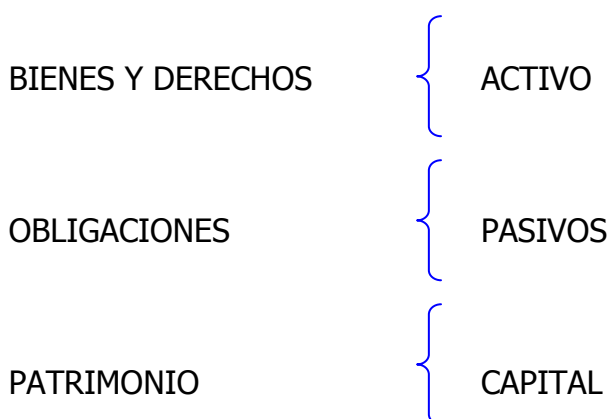 BIENES Y DERECHOS ACTIVO
OBLIGACIONES PASIVOS
PATRIMONIO CAPITAL